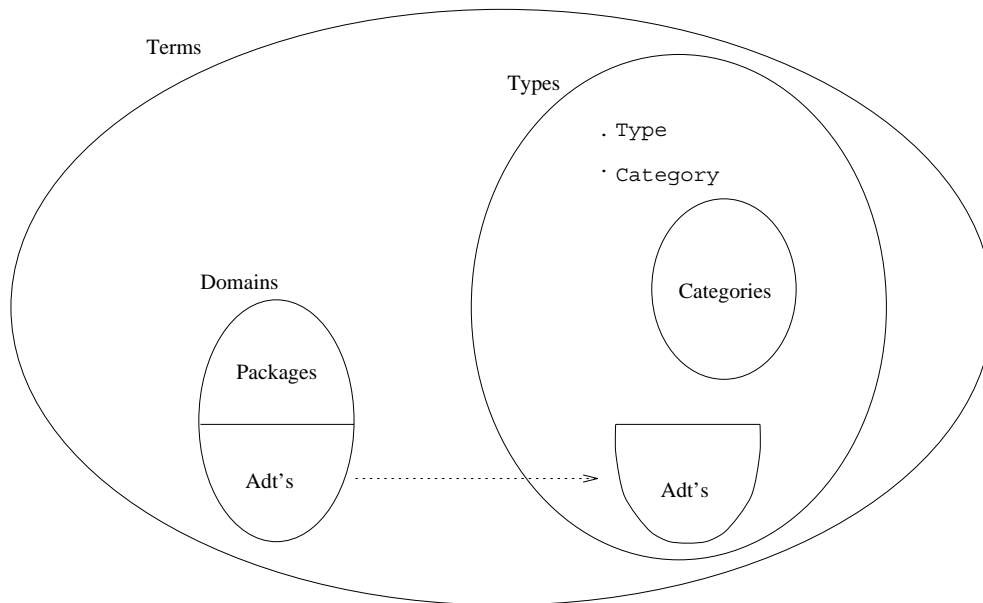 Terms
Types
. Type
. Category
Domains
Categories
Packages
Adt's
Adt's